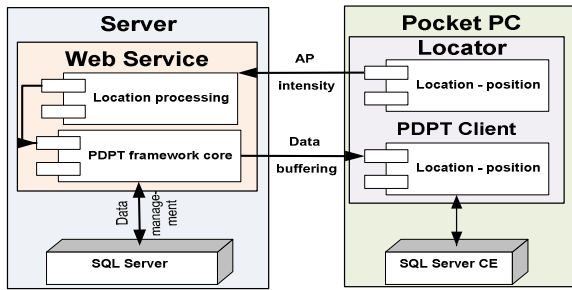 Server
Web Service
Location processing
PDPT framework core
Data
manage-
ment
SQL Server
AP
intensity
Data
buffering
Pocket PC
Locator
Location - position
PDPT Client
Location - position
SQL Server CE